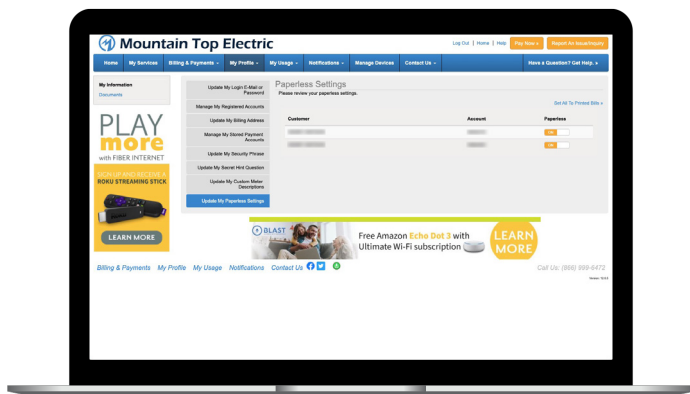 Mountain Top Electric
Log Out | Home | Help
Pay Now »
Report An Issue/Inquiry
Home
My Services
Billing & Payments
My Profile
My Usage
Notifications
Manage Devices
Contact Us
Have a Question? Get Help. »
My Information
Documents
PLAY
more
with FIBER INTERNET
SIGN UP AND RECEIVE A
ROKU STREAMING STICK
LEARN MORE
Update My Login E-Mail or
Password
Manage My Registered Accounts
Update My Billing Address
Manage My Stored Payment
Accounts
Update My Security Phrase
Update My Secret Hint Question
Update My Custom Meter
Descriptions
Update My Paperless Settings
Paperless Settings
Please review your paperless settings.
Set All To Printed Bills »
Customer Account Paperless
ON
ON
BLAST
Free Amazon Echo Dot 3 with
Ultimate Wi-Fi subscription
LEARN
MORE
Billing & Payments My Profile My Usage Notifications Contact Us
Call Us: (866) 999-6472